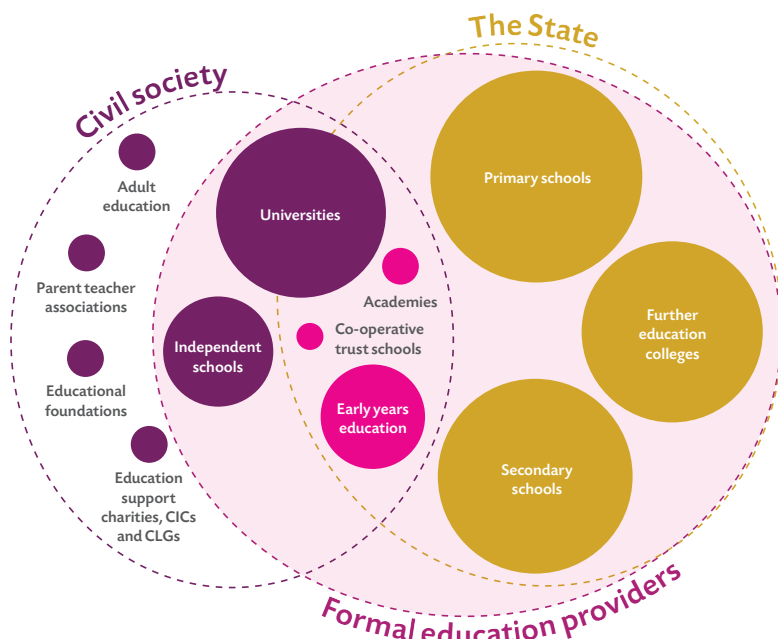 The State
Civil society
Adult
education
Universities
Primary schools
Parent teacher
associations
Academies
Co-operative
trust schools
Independent
schools
Further
education
colleges
Educational
foundations
Early years
education
Education
support
charities, CICs
and CLGs
Secondary
schools
Formal education providers